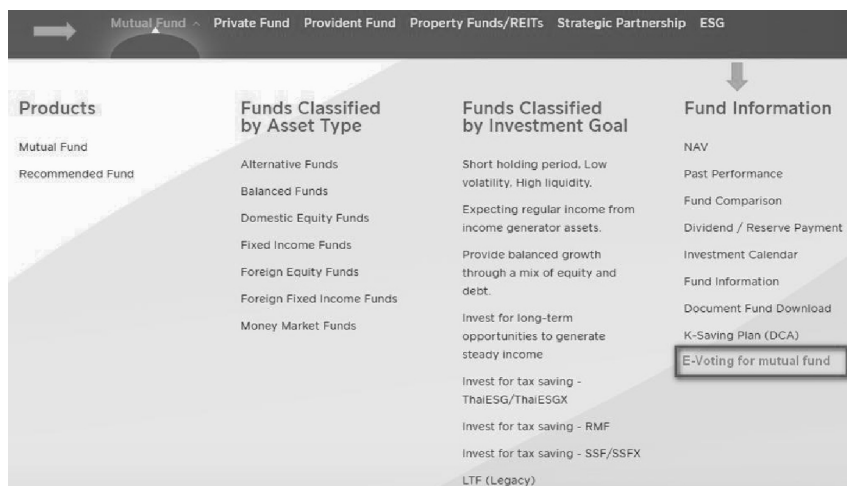 Mutual Fund Private Fund Provident Fund Property Funds/REITs Strategic Partnership ESG
Products
Mutual Fund
Recommended Fund
Funds Classified
by Asset Type
Alternative Funds
Balanced Funds
Domestic Equity Funds
Fixed Income Funds
Foreign Equity Funds
Foreign Fixed Income Funds
Money Market Funds
Funds Classified
by Investment Goal
Short holding period, Low
volatility, High liquidity.
Expecting regular income from
income generator assets.
Provide balanced growth
through a mix of equity and
debt.
Invest for long-term
opportunities to generate
steady income
Invest for tax saving -
ThaiESG/ThaiESGX
Invest for tax saving - RMF
Invest for tax saving - SSF/SSFX
LTF (Legacy)
Fund Information
NAV
Past Performance
Fund Comparison
Dividend / Reserve Payment
Investment Calendar
Fund Information
Document Fund Download
K-Saving Plan (DCA)
E-Voting for mutual fund